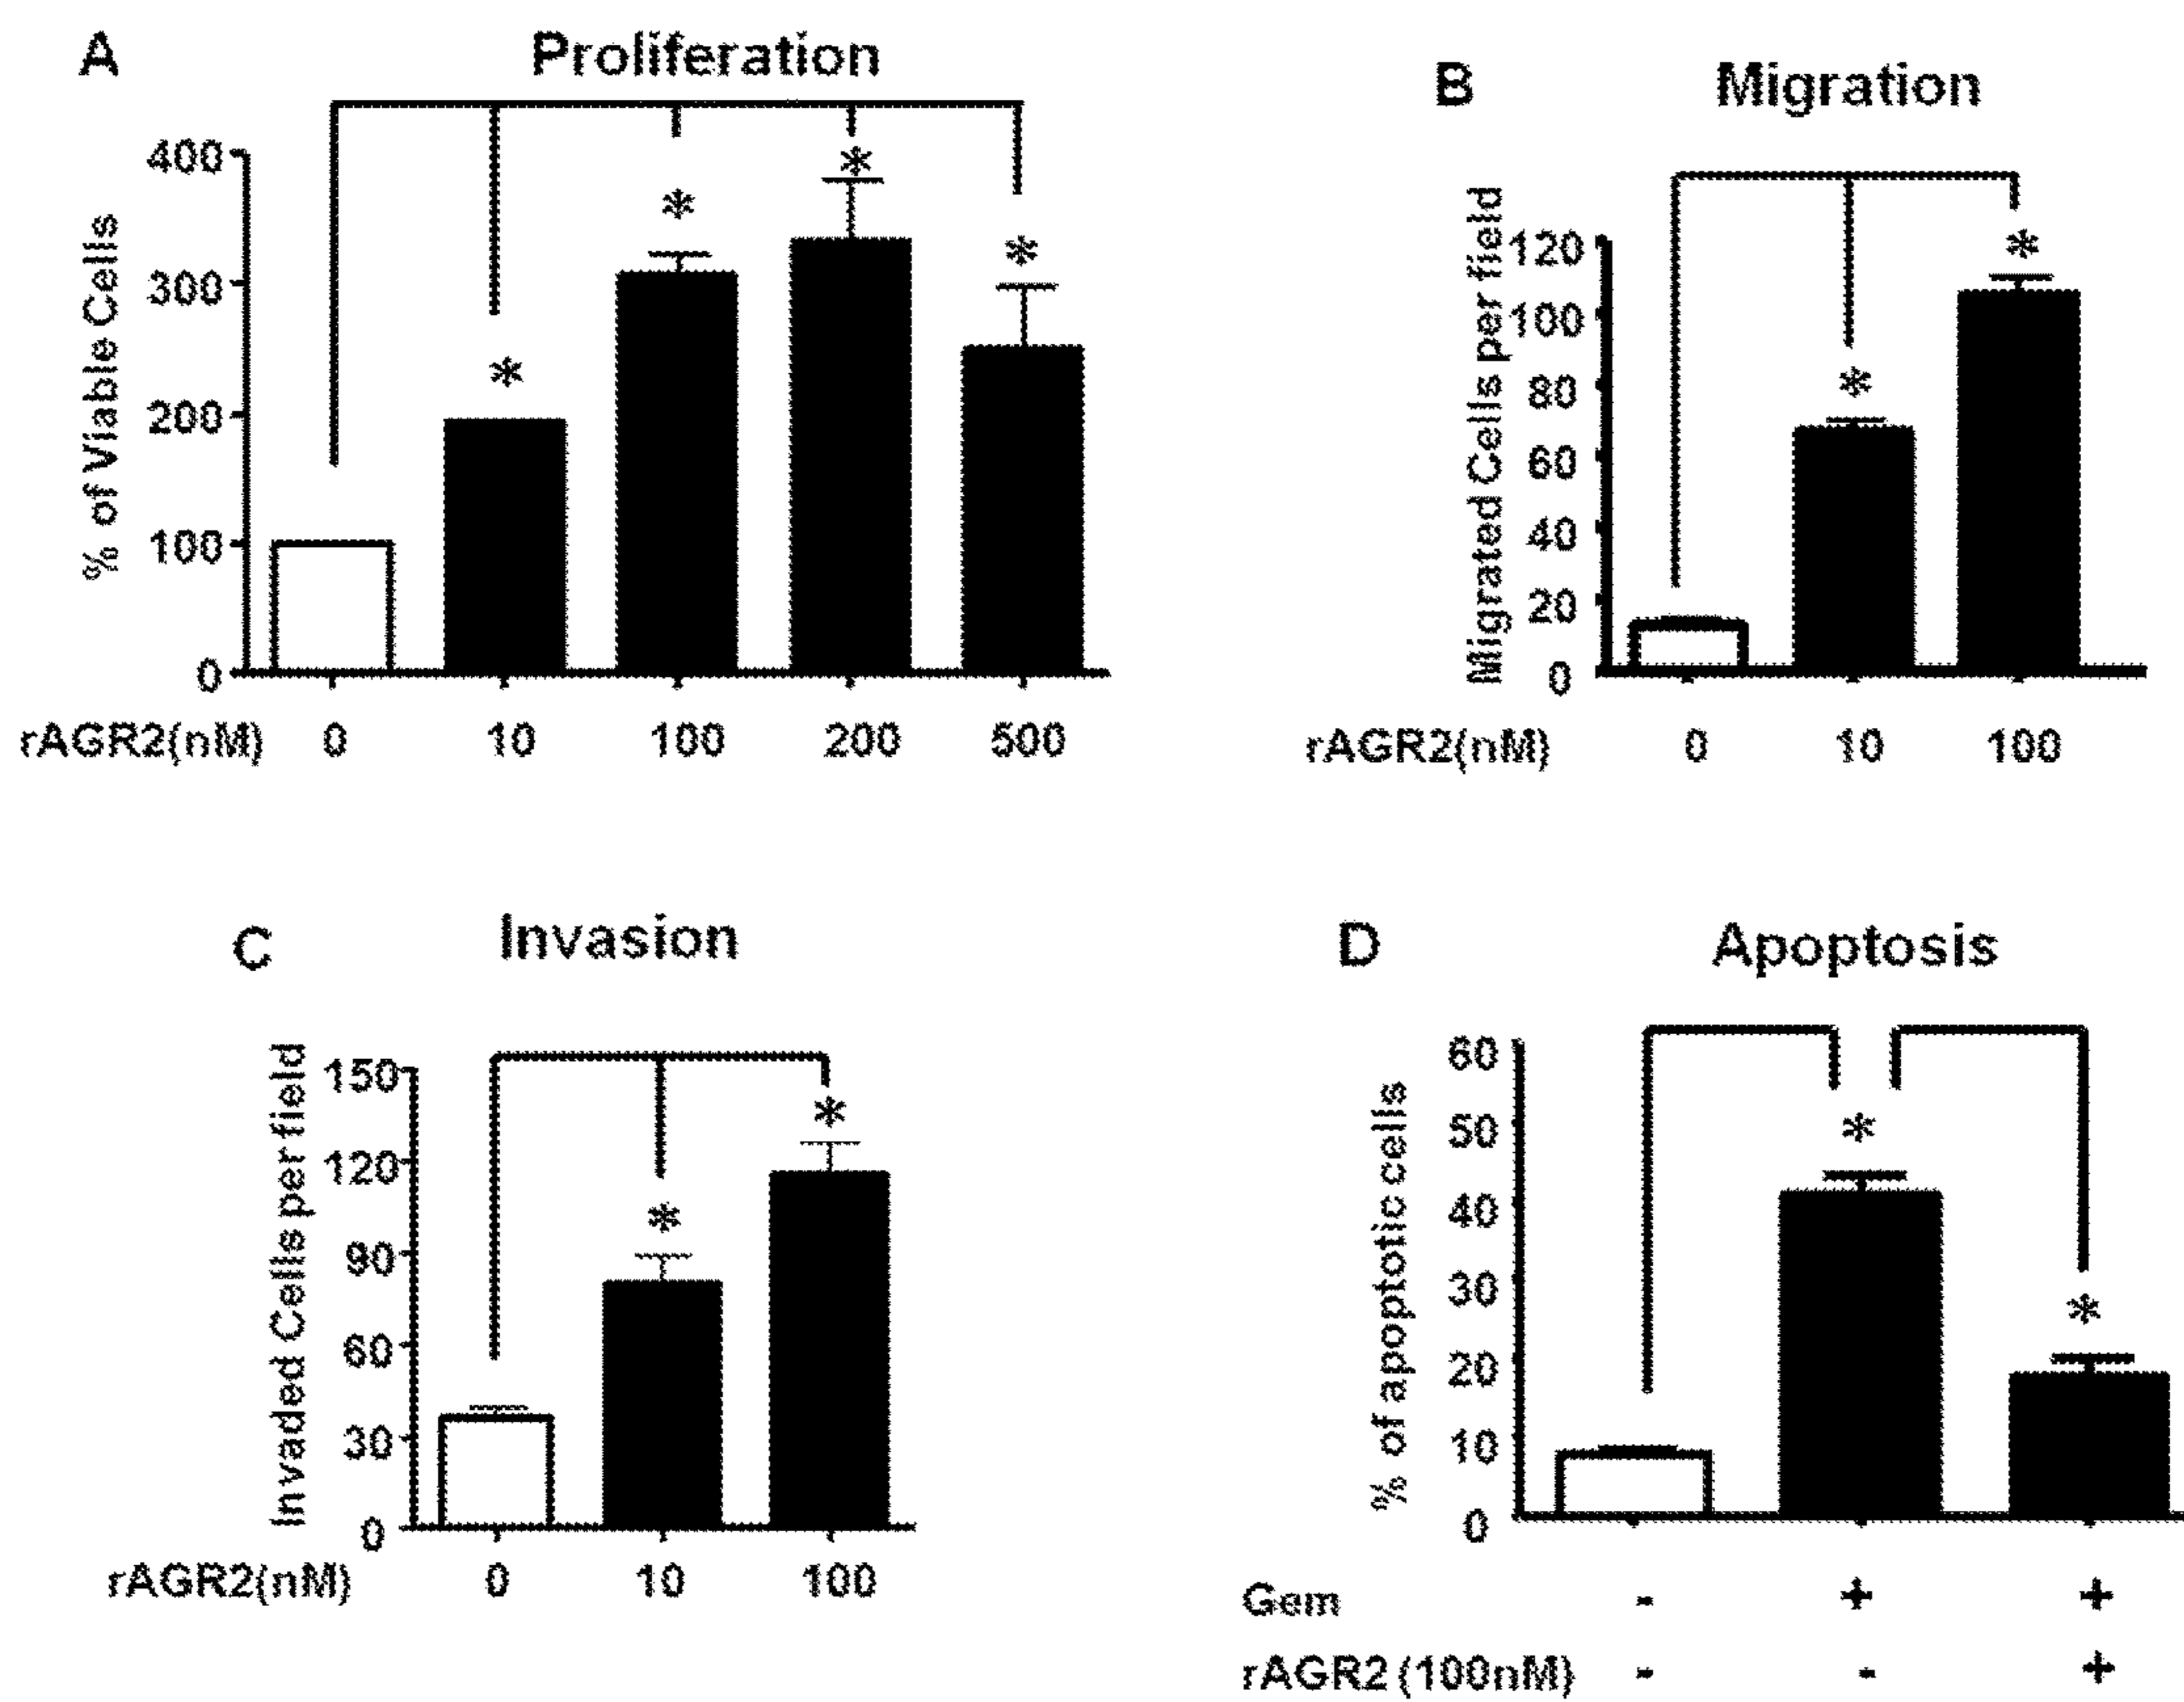 A
Proliferation
% of Viable Cells
400
300
200
100
0
* * * *
rAGR2(nM) 0 10 100 200 500
B
Migration
Migrated Cells per field
120
100
80
60
40
20
0
* *
rAGR2(nM) 0 10 100
C
Invasion
Invaded Cells per field
150
120
90
60
30
0
* *
rAGR2(nM) 0 10 100
D
Apoptosis
% of apoptotic cells
60
50
40
30
20
10
0
* *
Gem - + +
rAGR2 (100nM) - - +